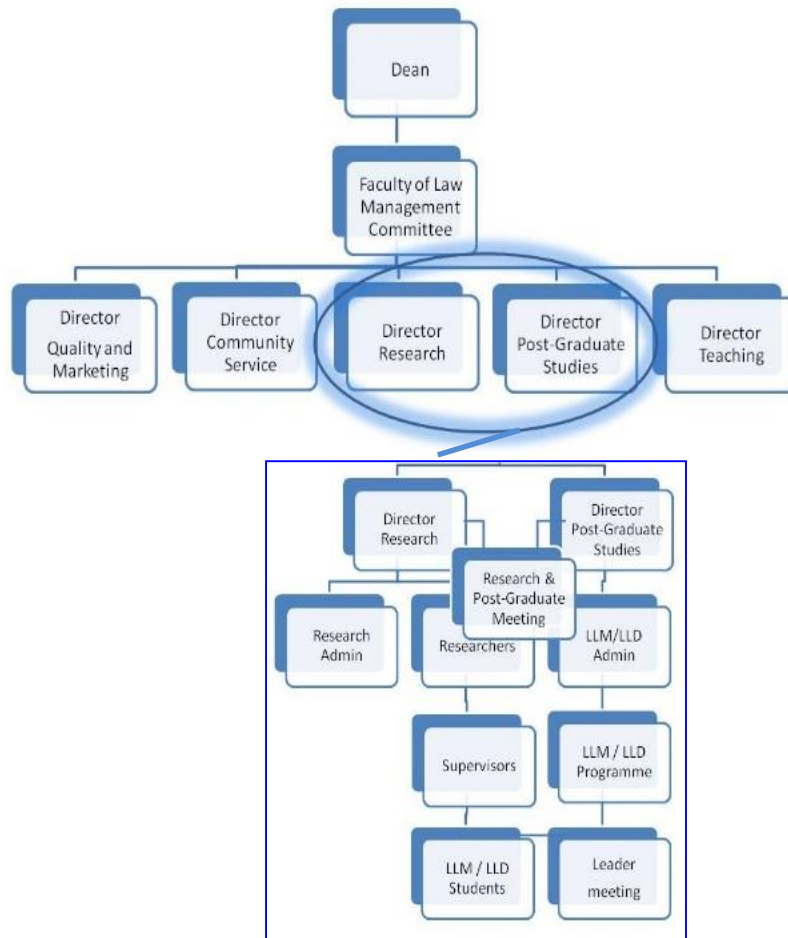 Dean
Faculty of Law
Management
Committee
Director
Quality and
Marketing
Director
Community
Service
Director
Research
Director
Post-Graduate
Studies
Director
Teaching
Director
Research
Director
Post-Graduate
Studies
Research &
Post-Graduate
Meeting
Research
Admin
Researchers
LLM/LLD
Admin
Supervisors
LLM / LLD
Programme
LLM / LLD
Students
Leader
meeting